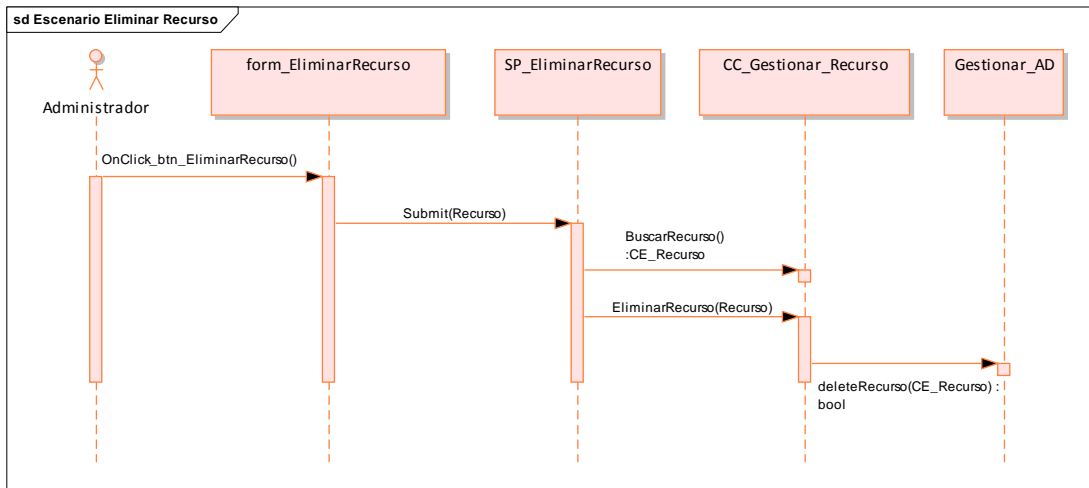 sd Escenario Eliminar Recurso
form_EliminarRecurso
SP_EliminarRecurso
CC_Gestionar_Recurso
Gestionar_AD
Administrador
OnClick_btn_EliminarRecurso()
Submit(Recurso)
BuscarRecurso()
:CE_Recurso
EliminarRecurso(Recurso)
deleteRecurso(CE_Recurso) :
bool